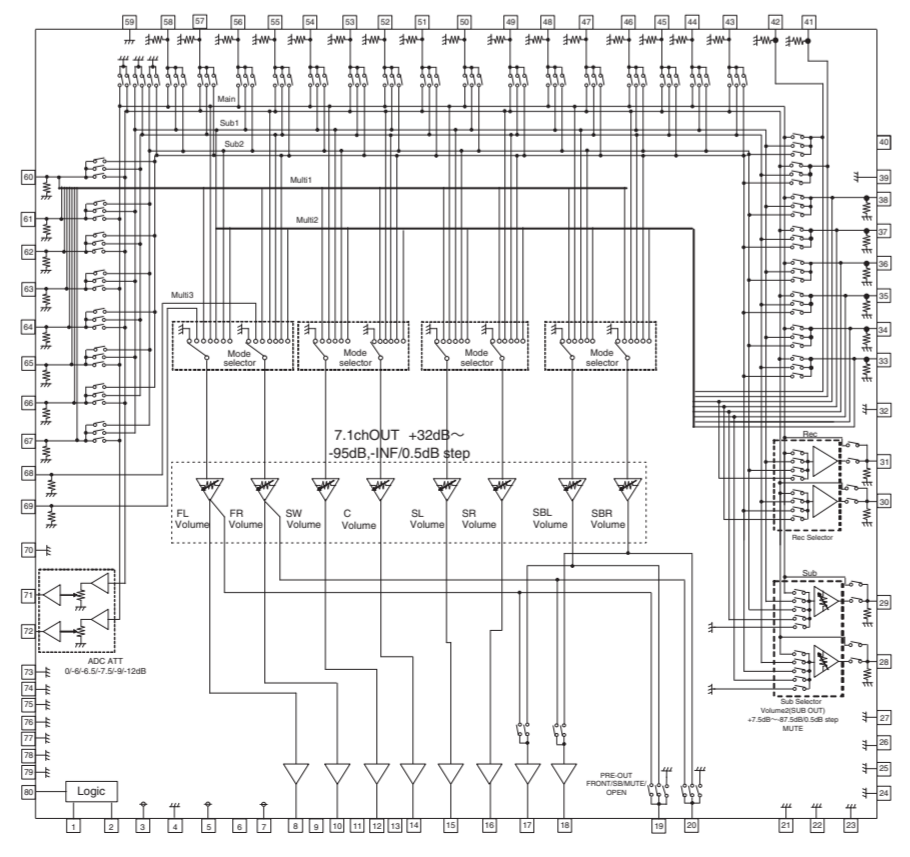 59 58 57 56 55 54 53 52 51 50 49 48 47 46 45 44 43 42 41
Main
Sub1
Sub2
Multi1
Multi2
Multi3
60
61
62
63
64
65
66
67
68
69
70
71
72
73
74
75
76
77
78
79
80
40
39
38
37
36
35
34
33
32
31
30
29
28
27
26
25
24
Mode
selector
Mode
selector
Mode
selector
Mode
selector
7.1chOUT +32dB～
-95dB,-INF/0.5dB step
FL
Volume
FR
Volume
SW
Volume
C
Volume
SL
Volume
SR
Volume
SBL
Volume
SBR
Volume
Rec
Rec Selector
Sub
Sub Selector
Volume2(SUB OUT)
+7.5dB～-87.5dB/0.5dB step
MUTE
ADC ATT
0/-6/-6.5/-7.5/-9/-12dB
Logic
PRE-OUT
FRONT/SB/MUTE/
OPEN
1 2 3 4 5 6 7 8 9 10 11 12 13 14 15 16 17 18 19 20 21 22 23